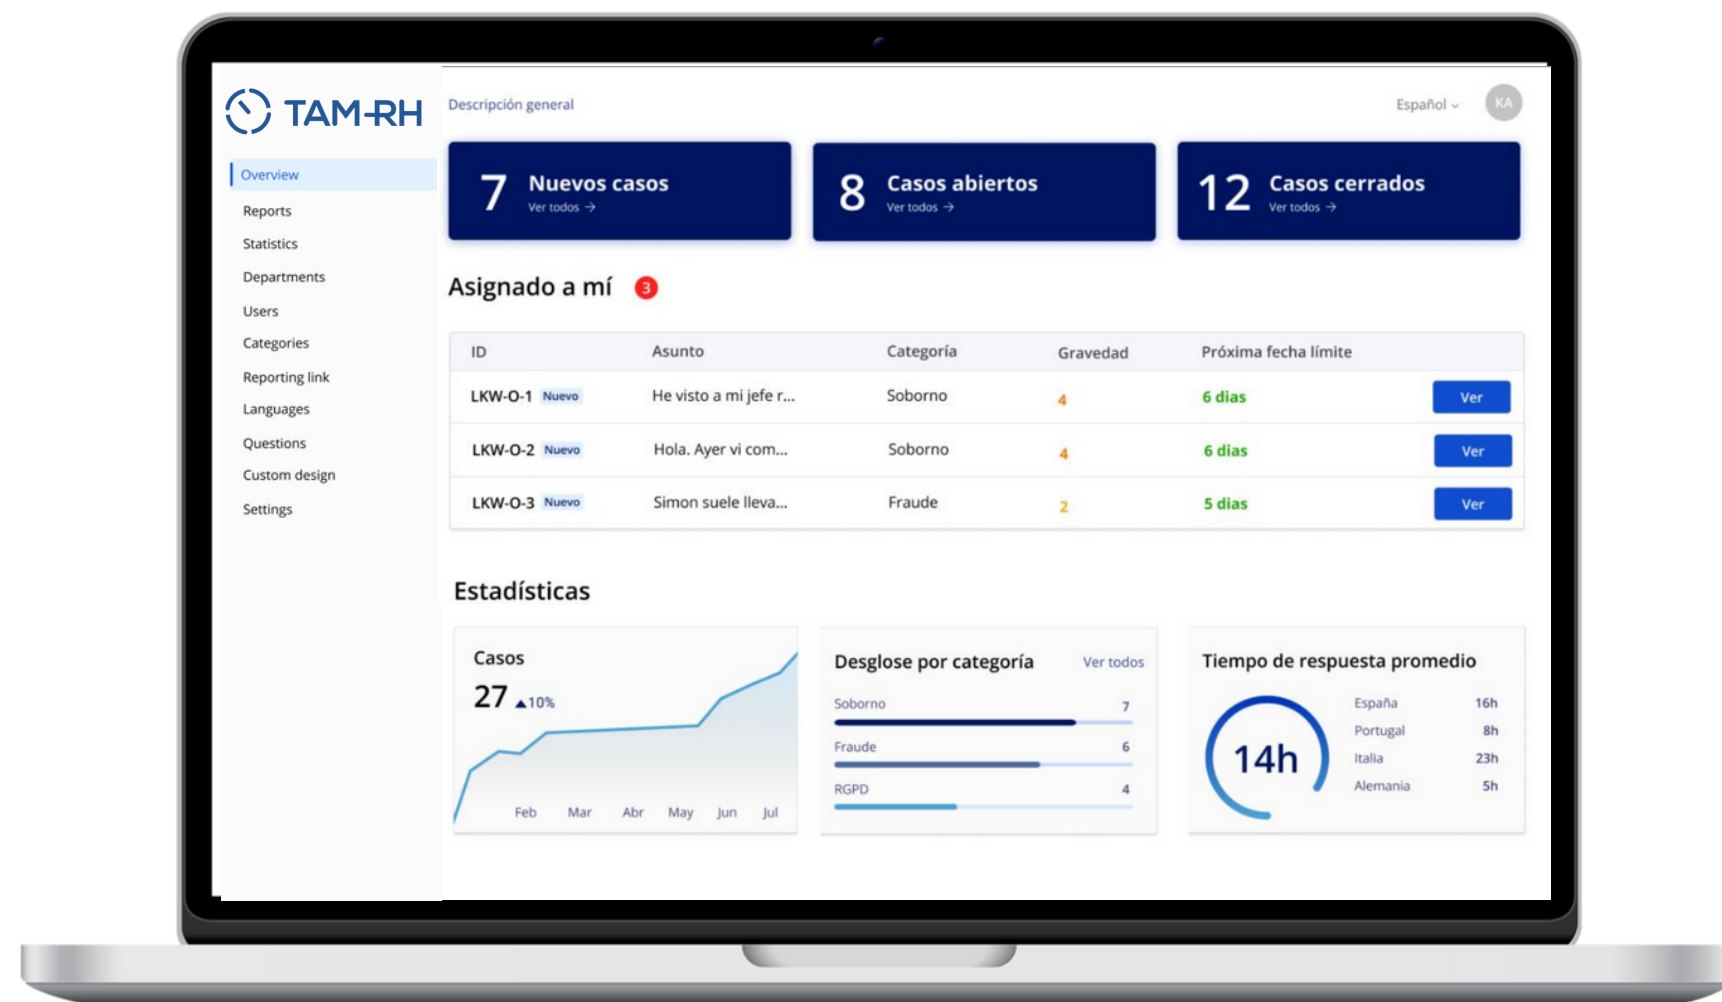 TAM-RH
Descripción general
Español
KA
Overview
Reports
Statistics
Departments
Users
Categories
Reporting link
Languages
Questions
Custom design
Settings
7 Nuevos casos
Ver todos →
8 Casos abiertos
Ver todos →
12 Casos cerrados
Ver todos →
Asignado a mí 3
ID Asunto Categoría Gravedad Próxima fecha límite
LKW-O-1 Nuevo He visto a mi jefe r... Soborno 4 6 dias Ver
LKW-O-2 Nuevo Hola. Ayer vi com... Soborno 4 6 dias Ver
LKW-O-3 Nuevo Simon suele lleva... Fraude 2 5 dias Ver
Estadísticas
Casos
27 ▲10%
Feb Mar Abr May Jun Jul
Desglose por categoría Ver todos
Soborno 7
Fraude 6
RGPD 4
Tiempo de respuesta promedio
14h
España 16h
Portugal 8h
Italia 23h
Alemania 5h